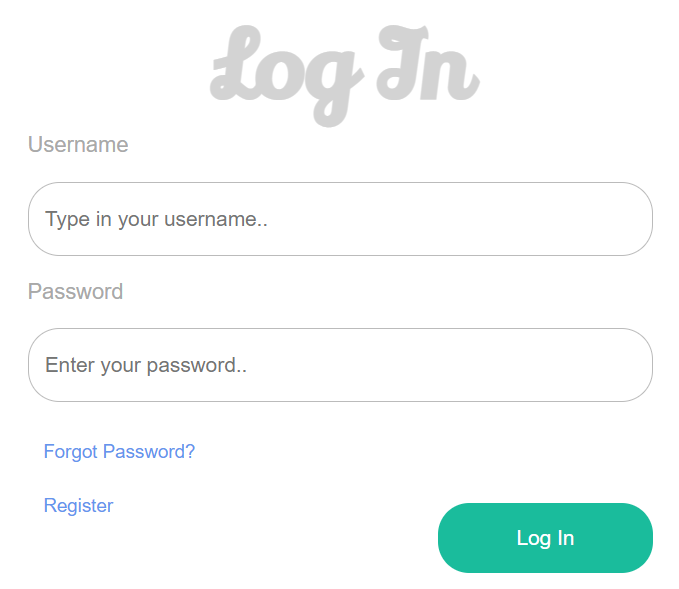 Log In
Username
Type in your username..
Password
Enter your password..
Forgot Password?
Register
Log In